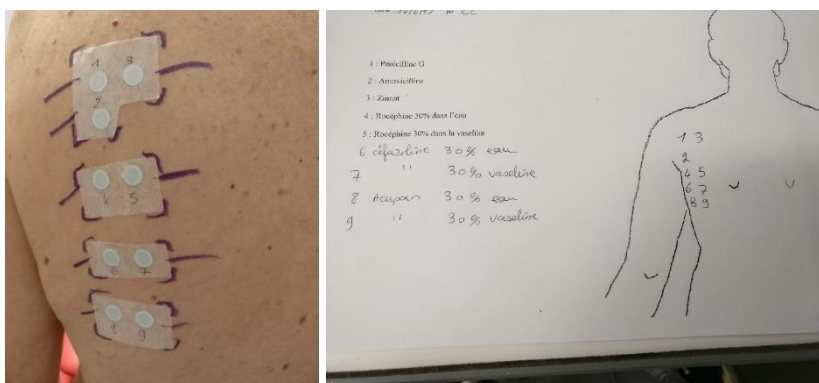 1 3
2
4 5
6 7
8 9
1 : Pénicilline G
2 : Amoxicilline
3 : Zinnat
4 : Rocéphine 30% dans l'eau
5 : Rocéphine 30% dans la vaseline
6 céfazoline 30% eau
7 " 30% vaseline
8 Acupan 30% eau
9 " 30% vaseline
1 3
2
4 5
6 7
8 9